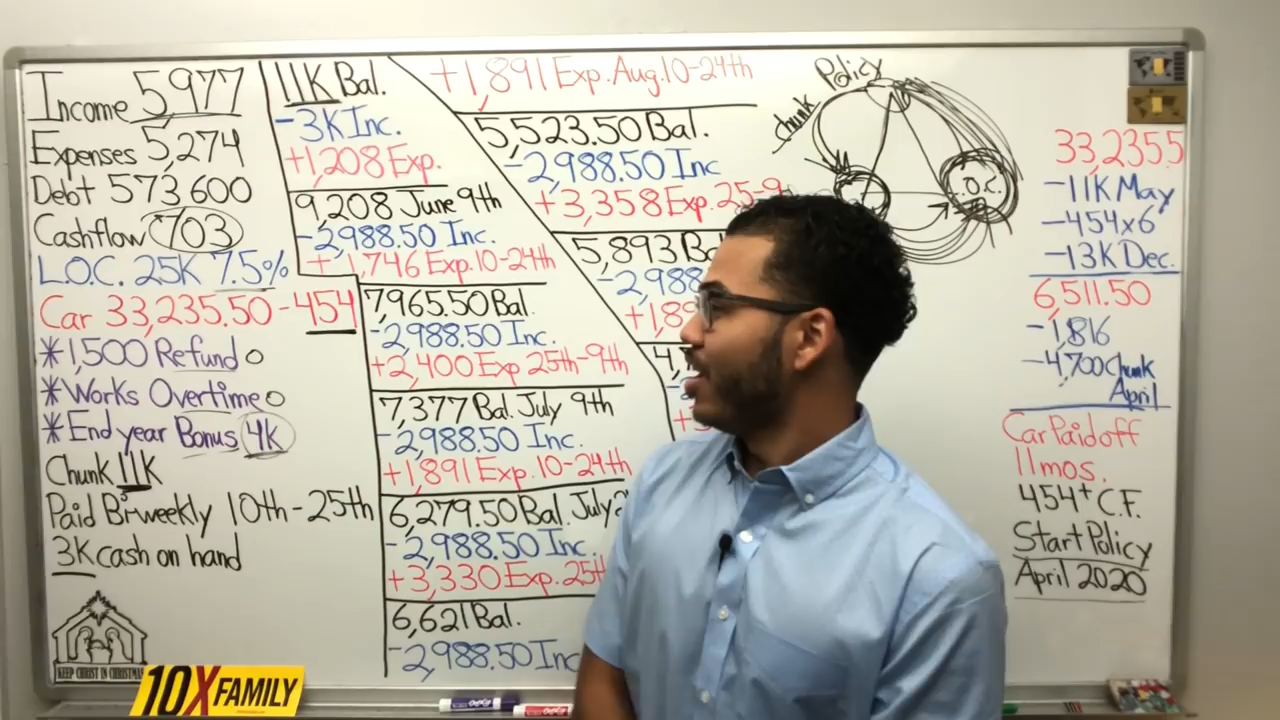 Income 5,977
Expenses 5,274
Debt 573,600
Cashflow 703
L.O.C. 25K 7.5%
Car 33,235.50 - 454
*1,500 Refund
*Works Overtime
*End year Bonus 4K
Chunk 11K
Paid Bi-weekly 10th-25th
3K cash on hand
KEEP CHRIST IN CHRISTMAS
10X FAMILY
11K Bal.
-3K Inc.
+1,208 Exp.
9,208 June 9th
-2988.50 Inc.
+1,746 Exp. 10-24th
7,965.50 Bal.
-2,988.50 Inc.
+2,400 Exp 25th-9th
7,377 Bal. July 9th
-2,988.50 Inc.
+1,891 Exp. 10-24th
6,279.50 Bal. July
-2,988.50 Inc.
+3,330 Exp. 25th
6,621 Bal.
-2,988.50 Inc
+1,891 Exp. Aug. 10-24th
5,523.50 Bal.
-2,988.50 Inc
+3,358 Exp. 25-9
5,893
-2,988
+1,89
Policy
Chunk
L.O.C.
33,235.5
-11K May
-454x6
-13K Dec.
6,511.50
-1,816
-4,700 Chunk
April
Car Paid off
11mos.
454+ C.F.
Start Policy
April 2020